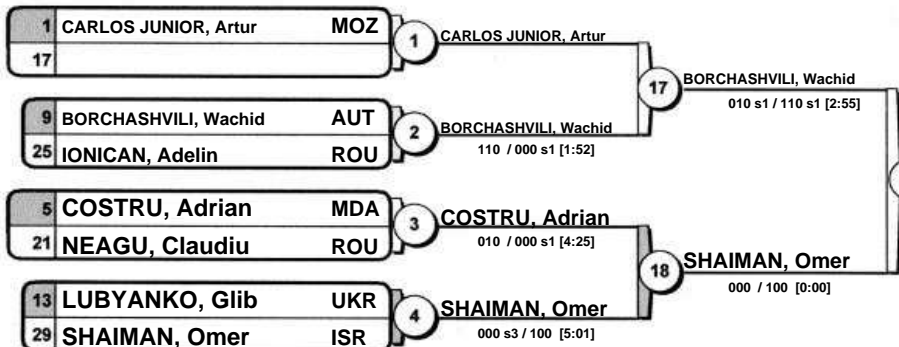 1 CARLOS JUNIOR, Artur MOZ
17
1 CARLOS JUNIOR, Artur
9 BORCHASHVILI, Wachid AUT
25 IONICAN, Adelin ROU
2 BORCHASHVILI, Wachid
110 / 000 s1 [1:52]
17 BORCHASHVILI, Wachid
010 s1 / 110 s1 [2:55]
5 COSTRU, Adrian MDA
21 NEAGU, Claudiu ROU
3 COSTRU, Adrian
010 / 000 s1 [4:25]
13 LUBYANKO, Glib UKR
29 SHAIMAN, Omer ISR
4 SHAIMAN, Omer
000 s3 / 100 [5:01]
18 SHAIMAN, Omer
000 / 100 [0:00]